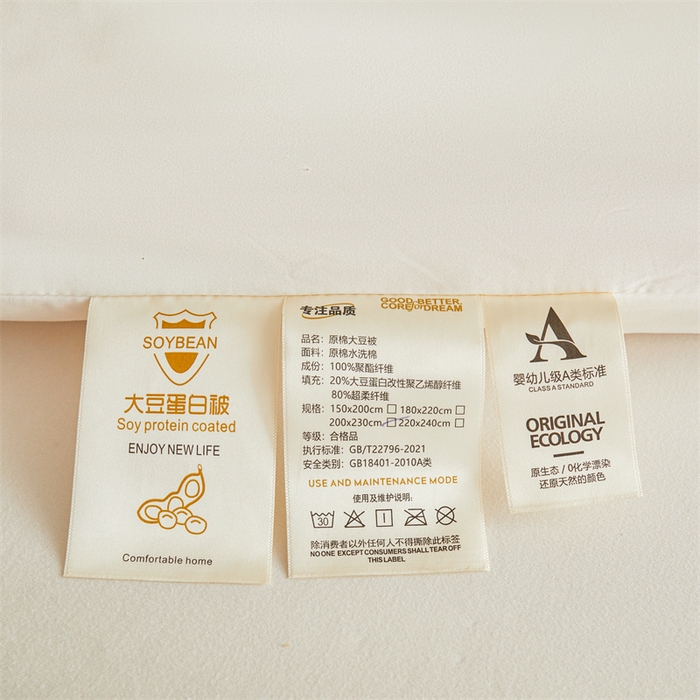 SOYBEAN
大豆蛋白被
Soy protein coated
ENJOY NEW LIFE
Comfortable home
专注品质
GOOD-BETTER.
CORE for DREAM
品名：原棉大豆被
面料：原棉水洗棉
成份：100%聚酯纤维
填充：20%大豆蛋白改性聚乙烯醇纤维
80%超柔纤维
规格：150x200cm 180x220cm
200x230cm 220x240cm
等级：合格品
执行标准：GB/T22796-2021
安全类别：GB18401-2010A类
USE AND MAINTENANCE MODE
使用及维护说明:
30
除消费者以外任何人不得撕除此标签
NO ONE EXCEPT CONSUMERS SHALL TEAR OFF
THIS LABEL
A
婴幼儿级A类标准
CLASS A STANDARD
ORIGINAL
ECOLOGY
原生态 / 0化学漂染
还原天然的颜色